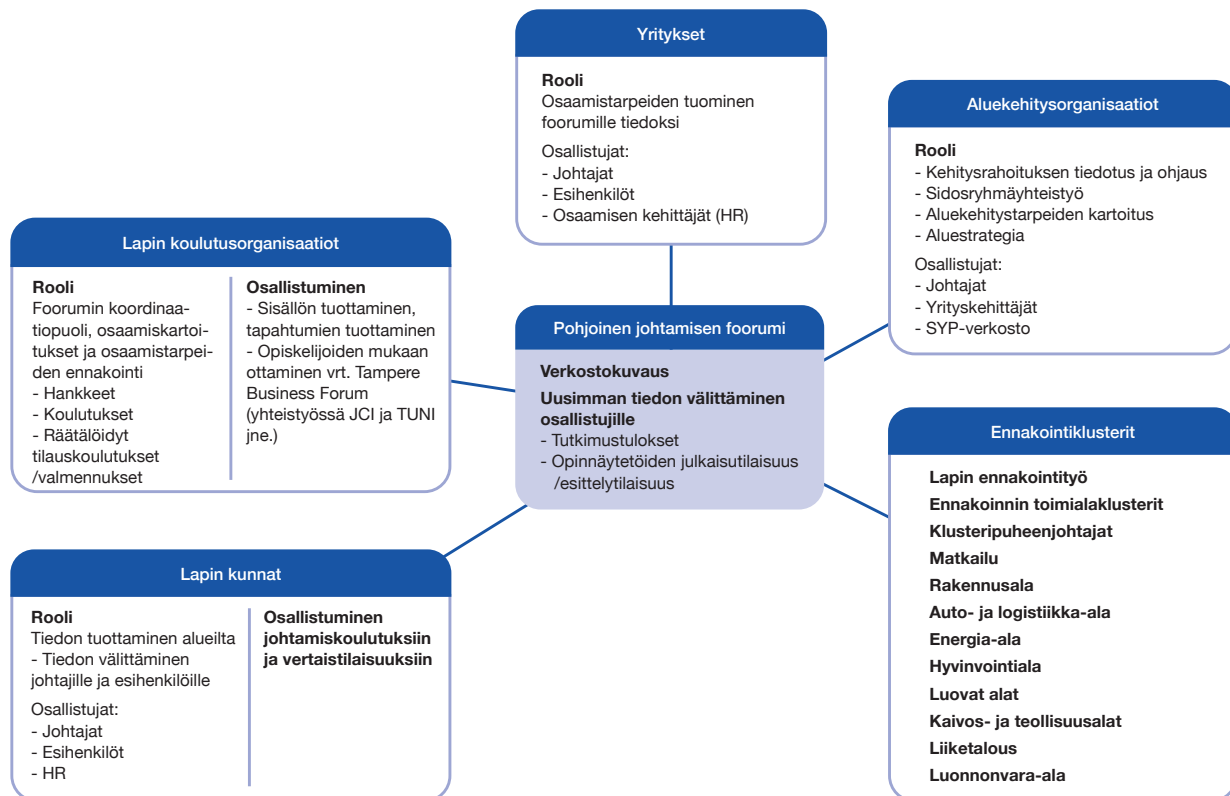 Yritykset
Rooli
Osaamistarpeiden tuominen
foorumille tiedoksi
Osallistujat:
- Johtajat
- Esihenkilöt
- Osaamisen kehittäjät (HR)
Aluekehitysorganisaatiot
Rooli
- Kehitysrahoituksen tiedotus ja ohjaus
- Sidosryhmäyhteistyö
- Aluekehitystarpeiden kartoitus
- Aluestrategia
Osallistujat:
- Johtajat
- Yrityskehittäjät
- SYP-verkosto
Lapin koulutusorganisaatiot
Rooli
Foorumin koordinaa-
tiopuoli, osaamiskartoi-
tukset ja osaamistarpei-
den ennakointi
- Hankkeet
- Koulutukset
- Räätälöidyt
tilauskoulutukset
/valmennukset
Osallistuminen
- Sisällön tuottaminen,
tapahtumien tuottaminen
- Opiskelijoiden mukaan
ottaminen vrt. Tampere
Business Forum
(yhteistyössä JCI ja TUNI
jne.)
Pohjoinen johtamisen foorumi
Verkostokuvaus
Uusimman tiedon välittäminen
osallistujille
- Tutkimustulokset
- Opinnäytetöiden julkaisutilaisuus
/esittelytilaisuus
Ennakointiklusterit
Lapin ennakointityö
Ennakoinnin toimialaklusterit
Klusteripuheenjohtajat
Matkailu
Rakennusala
Auto- ja logistiikka-ala
Energia-ala
Hyvinvointiala
Luovat alat
Kaivos- ja teollisuusalat
Liiketalous
Luonnonvara-ala
Lapin kunnat
Rooli
Tiedon tuottaminen alueilta
- Tiedon välittäminen
johtajille ja esihenkilöille
Osallistujat:
- Johtajat
- Esihenkilöt
- HR
Osallistuminen
johtamiskoulutuksiin
ja vertaistilaisuuksiin